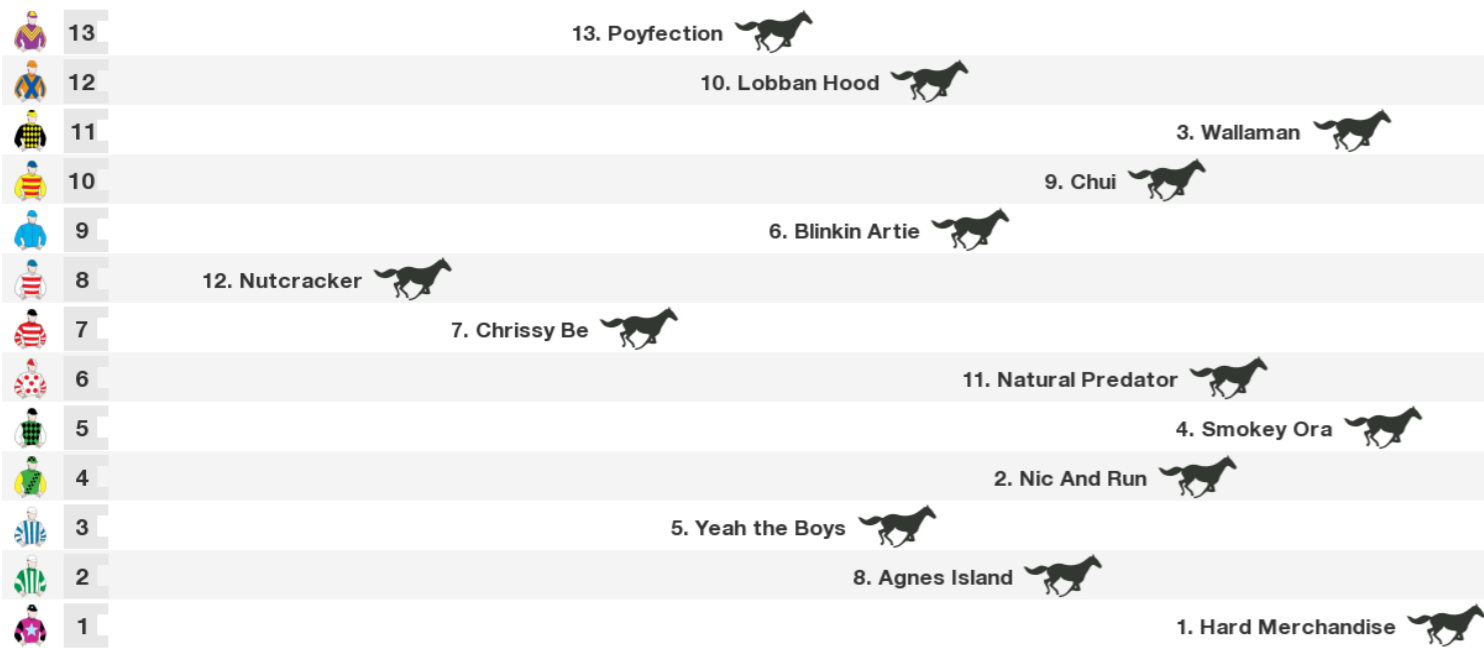 13 13. Poyfection
12 10. Lobban Hood
11 3. Wallaman
10 9. Chui
9 6. Blinkin Artie
8 12. Nutcracker
7 7. Chrissy Be
6 11. Natural Predator
5 4. Smokey Ora
4 2. Nic And Run
3 5. Yeah the Boys
2 8. Agnes Island
1 1. Hard Merchandise